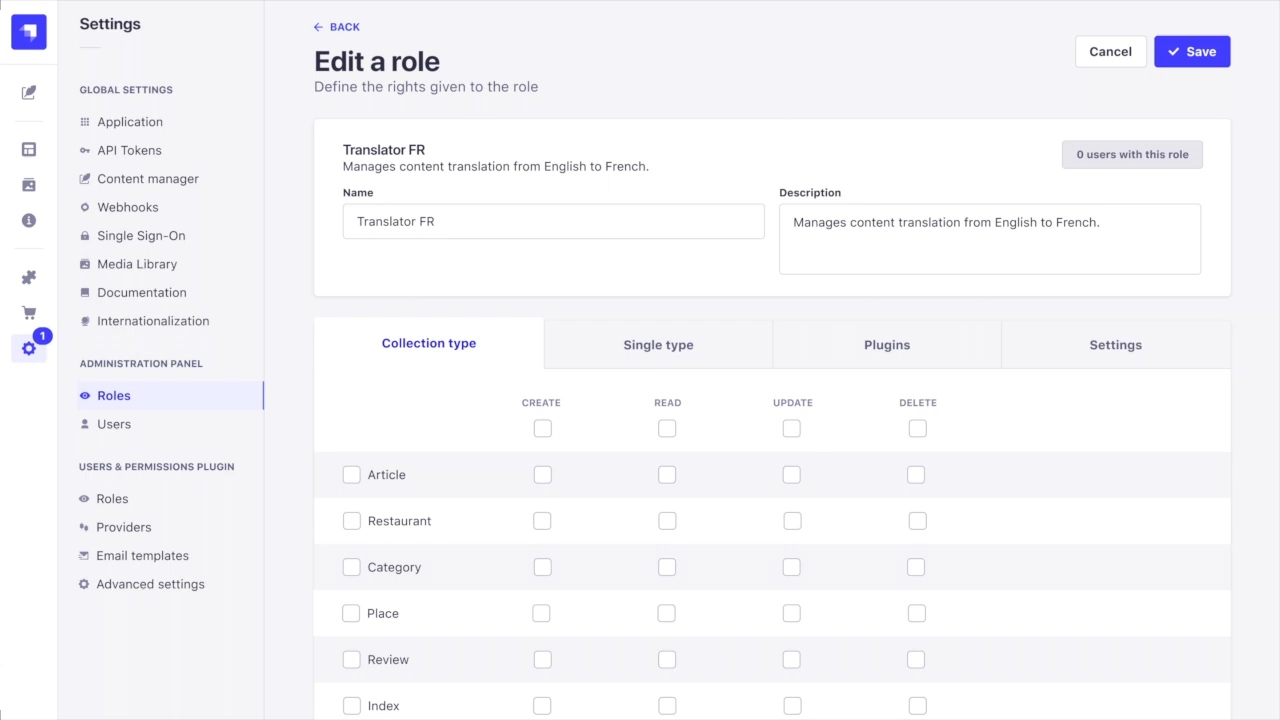 Settings
GLOBAL SETTINGS
Application
API Tokens
Content manager
Webhooks
Single Sign-On
Media Library
Documentation
Internationalization
1
ADMINISTRATION PANEL
Roles
Users
USERS & PERMISSIONS PLUGIN
Roles
Providers
Email templates
Advanced settings
BACK
Edit a role
Define the rights given to the role
Cancel
Save
Translator FR
Manages content translation from English to French.
0 users with this role
Name
Translator FR
Description
Manages content translation from English to French.
Collection type
Single type
Plugins
Settings
CREATE READ UPDATE DELETE
Article
Restaurant
Category
Place
Review
Index